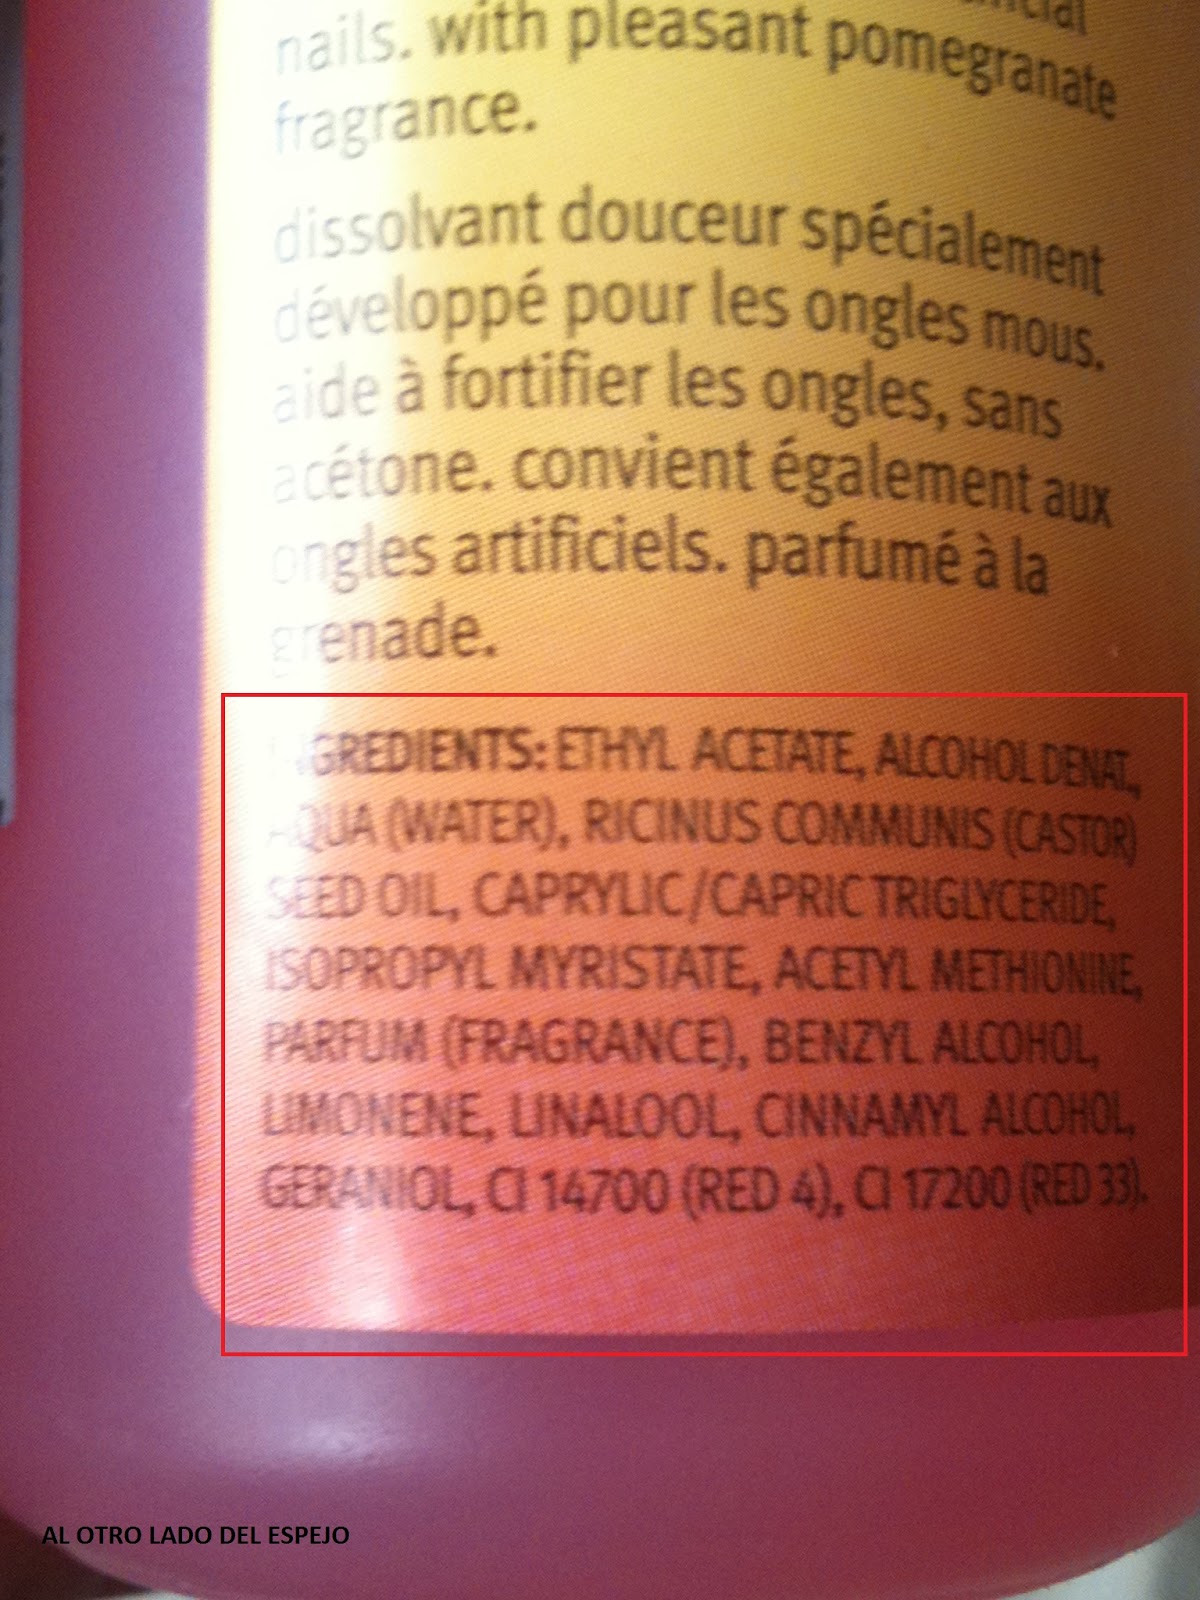 nails. with pleasant pomegranate
fragrance.
dissolvant douceur spécialement
développé pour les ongles mous.
aide à fortifier les ongles, sans
acétone. convient également aux
ongles artificiels. parfumé à la
grenade.
INGREDIENTS: ETHYL ACETATE, ALCOHOL DENAT.,
AQUA (WATER), RICINUS COMMUNIS (CASTOR)
SEED OIL, CAPRYLIC/CAPRIC TRIGLYCERIDE,
ISOPROPYL MYRISTATE, ACETYL METHIONINE,
PARFUM (FRAGRANCE), BENZYL ALCOHOL,
LIMONENE, LINALOOL, CINNAMYL ALCOHOL,
GERANIOL, CI 14700 (RED 4), CI 17200 (RED 33).
AL OTRO LADO DEL ESPEJO